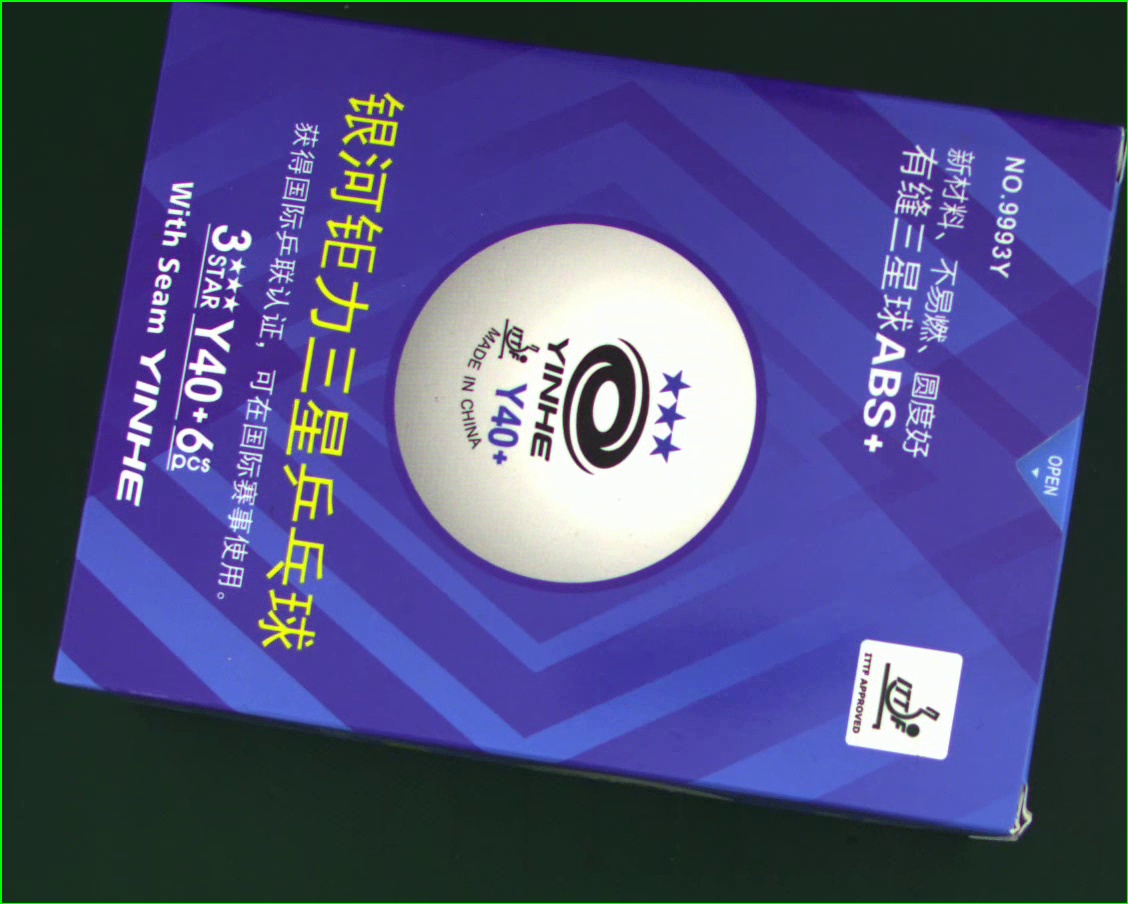 NO.9993Y
新材料、不易燃、圆度好
有缝三星球ABS+
OPEN
YINHE
Y40+
ITTF
MADE IN CHINA
ITTF
ITTF APPROVED
银河钜力三星乒乓球
获得国际乒联认证，可在国际赛事使用。
3 STAR Y40+ 6PCS
With Seam YINHE